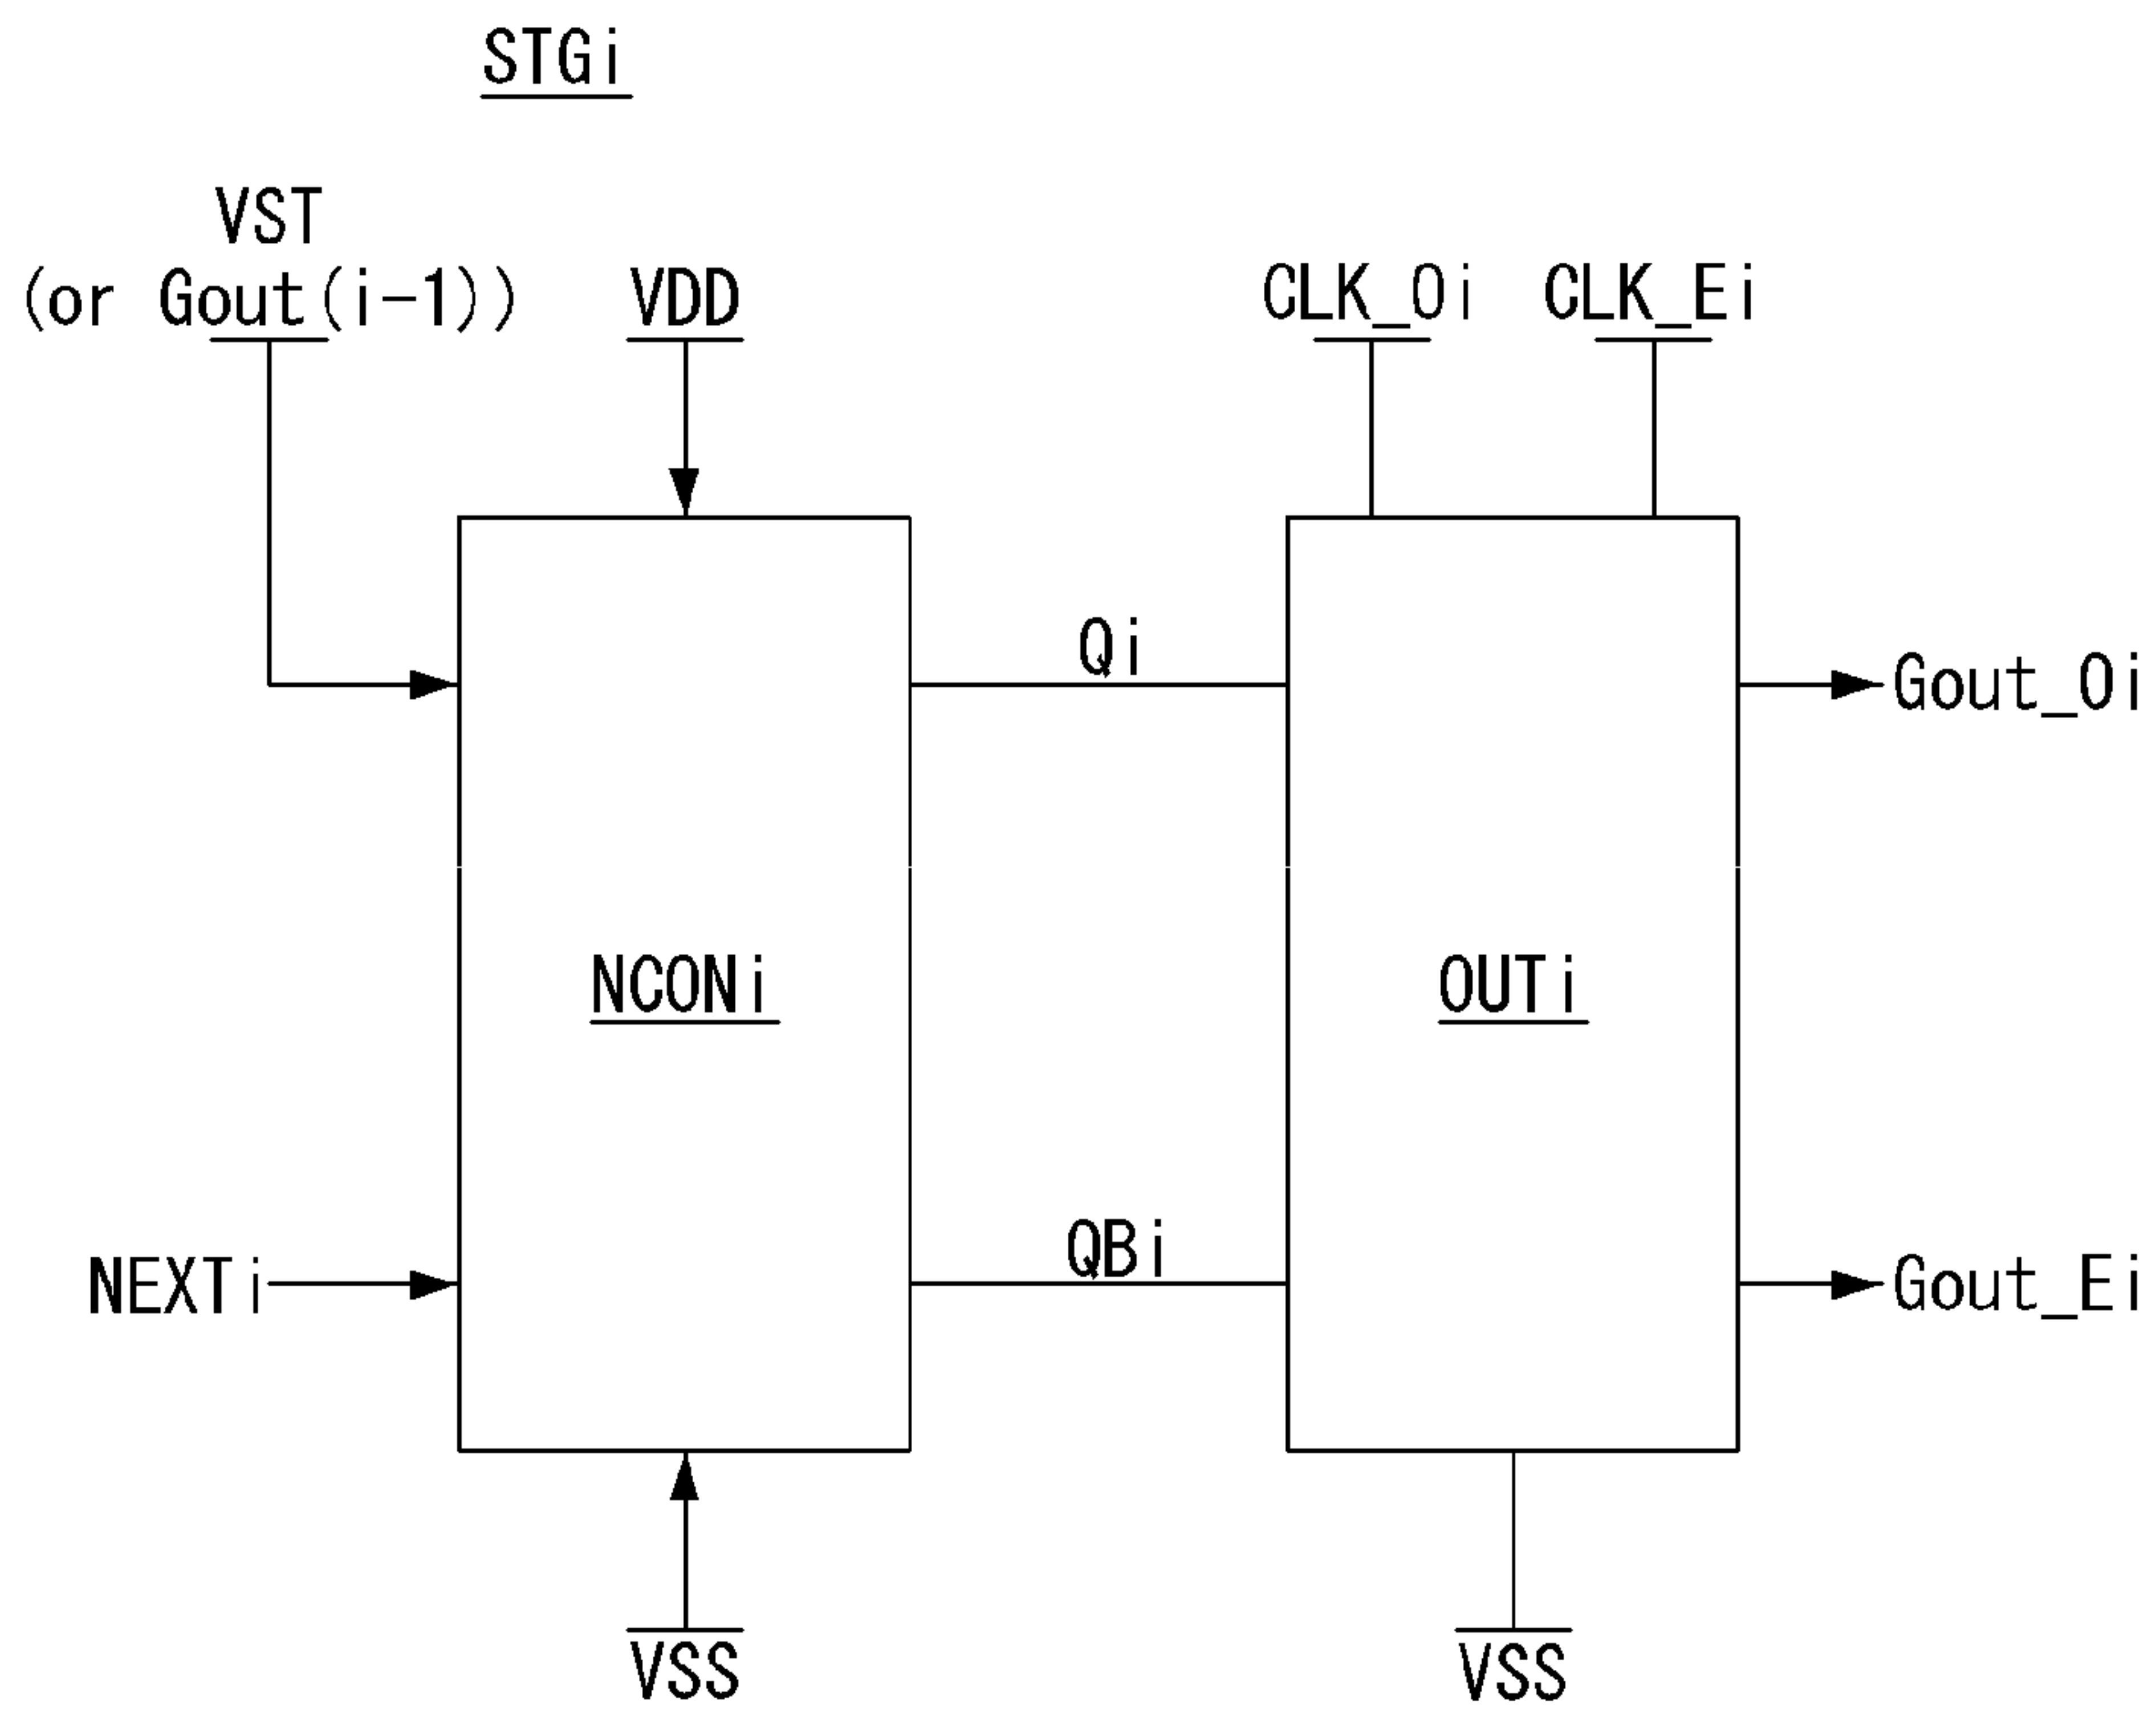 STGi
VST
(or Gout(i-1))
VDD
CLK_Oi
CLK_Ei
Qi
Gout_Oi
NCONi
OUTi
QBi
NEXTi
Gout_Ei
VSS
VSS